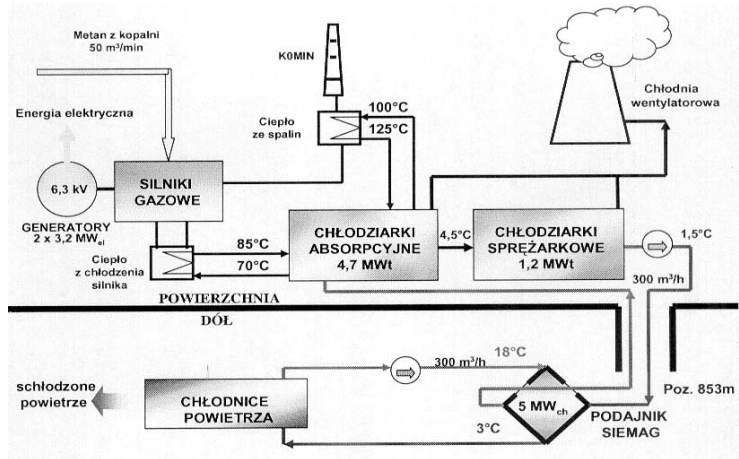 Metan z kopalni
50 m³/min
K0MIN
Energia elektryczna
Ciepło
ze spalin
100°C
125°C
Chłodnia
wentylatorowa
6,3 kV
SILNIKI
GAZOWE
GENERATORY
2 x 3,2 MWel
Ciepło
z chłodzenia
silnika
85°C
70°C
CHŁODZIARKI
ABSORPCYJNE
4,7 MWt
4,5°C
CHŁODZIARKI
SPRĘŻARKOWE
1,2 MWt
1,5°C
300 m³/h
POWIERZCHNIA
DÓŁ
schłodzone
powietrze
CHŁODNICE
POWIETRZA
300 m³/h
18°C
5 MWch
3°C
PODAJNIK
SIEMAG
Poz. 853m